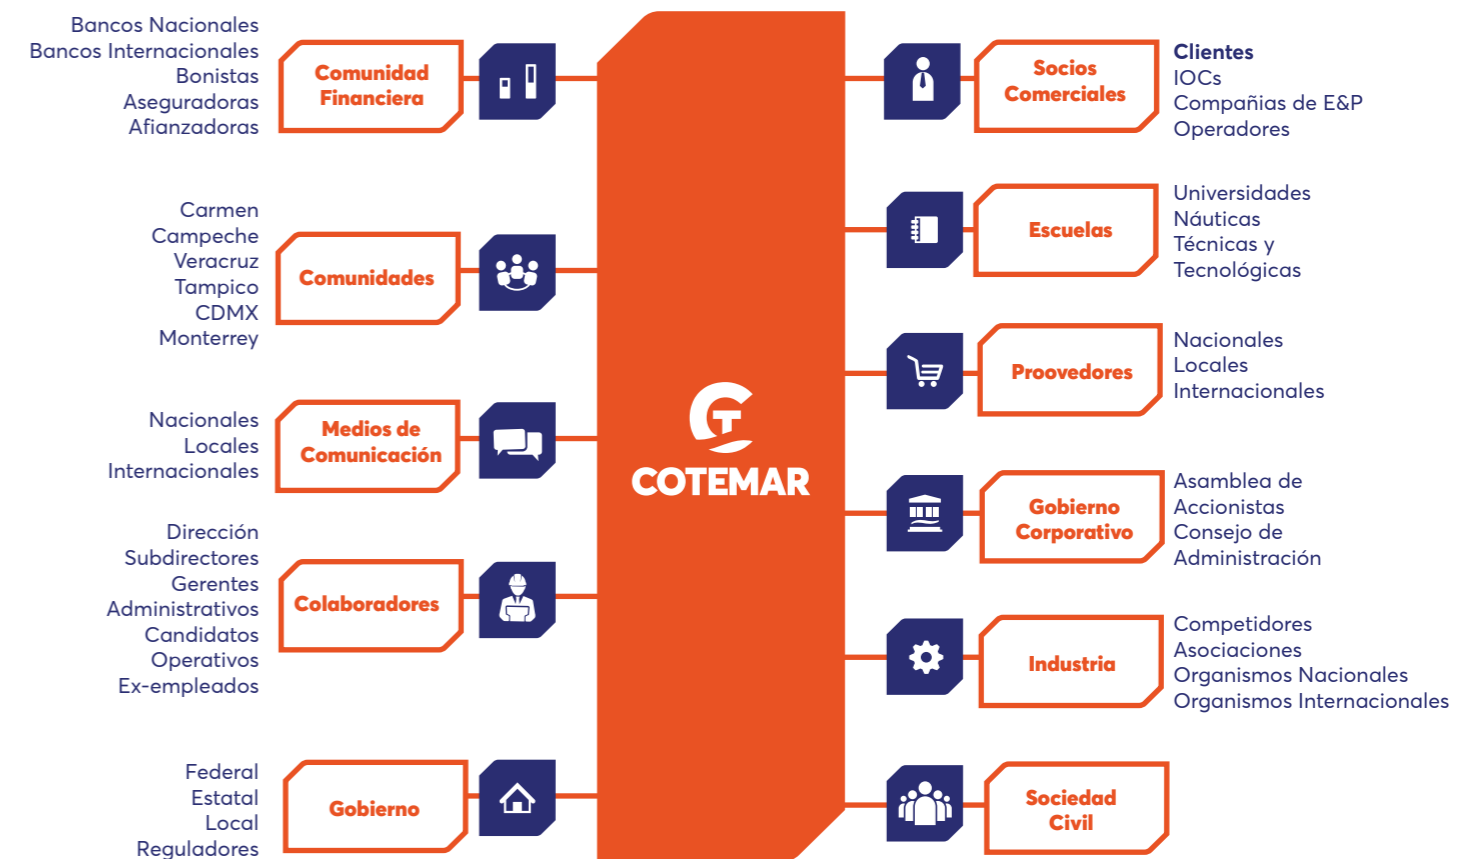 Bancos Nacionales
Bancos Internacionales
Bonistas
Aseguradoras
Afianzadoras
Comunidad
Financiera
Carmen
Campeche
Veracruz
Tampico
CDMX
Monterrey
Comunidades
Nacionales
Locales
Internacionales
Medios de
Comunicación
Dirección
Subdirectores
Gerentes
Administrativos
Candidatos
Operativos
Ex-empleados
Colaboradores
Federal
Estatal
Local
Reguladores
Gobierno
COTEMAR
Socios
Comerciales
Clientes
IOCs
Compañias de E&P
Operadores
Escuelas
Universidades
Náuticas
Técnicas y
Tecnológicas
Proovedores
Nacionales
Locales
Internacionales
Gobierno
Corporativo
Asamblea de
Accionistas
Consejo de
Administración
Industria
Competidores
Asociaciones
Organismos Nacionales
Organismos Internacionales
Sociedad
Civil